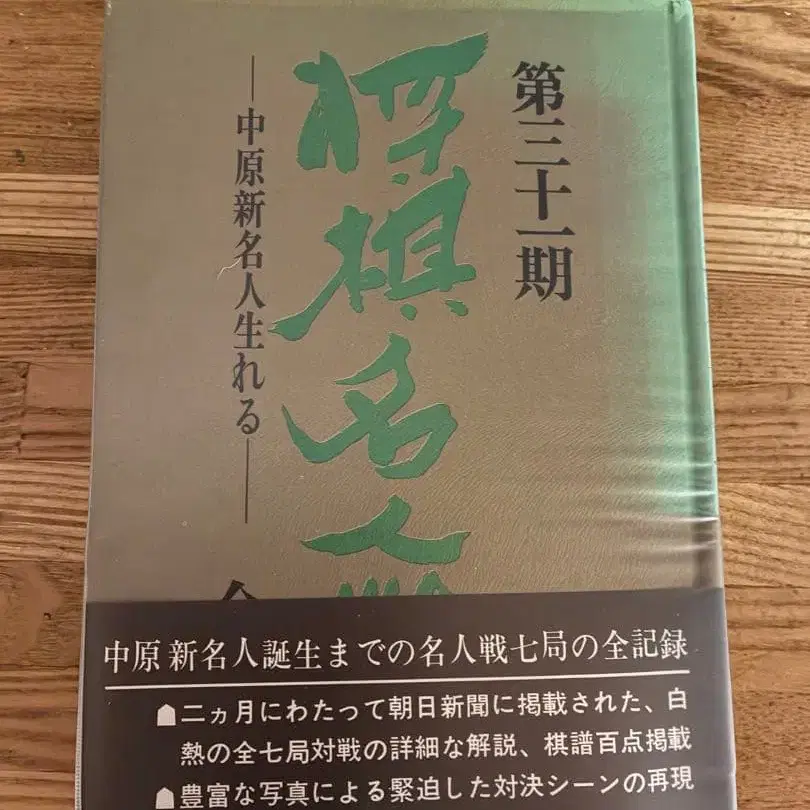 第三十一期
将棋名人戦
―中原新名人生れる―
中原新名人誕生までの名人戦七局の全記録
☗二ヵ月にわたって朝日新聞に掲載された、白
熱の全七局対戦の詳細な解説、棋譜百点掲載
☗豊富な写真による緊迫した対決シーンの再現